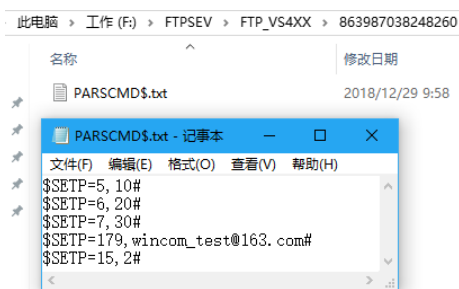 此电脑 > 工作 (F:) > FTPSEV > FTP_VS4XX > 863987038248260
名称 修改日期
PARSCMD$.txt 2018/12/29 9:58
PARSCMD$.txt - 记事本
文件(F) 编辑(E) 格式(O) 查看(V) 帮助(H)
$SETP=5,10#
$SETP=6,20#
$SETP=7,30#
$SETP=179,wincom_test@163.com#
$SETP=15,2#